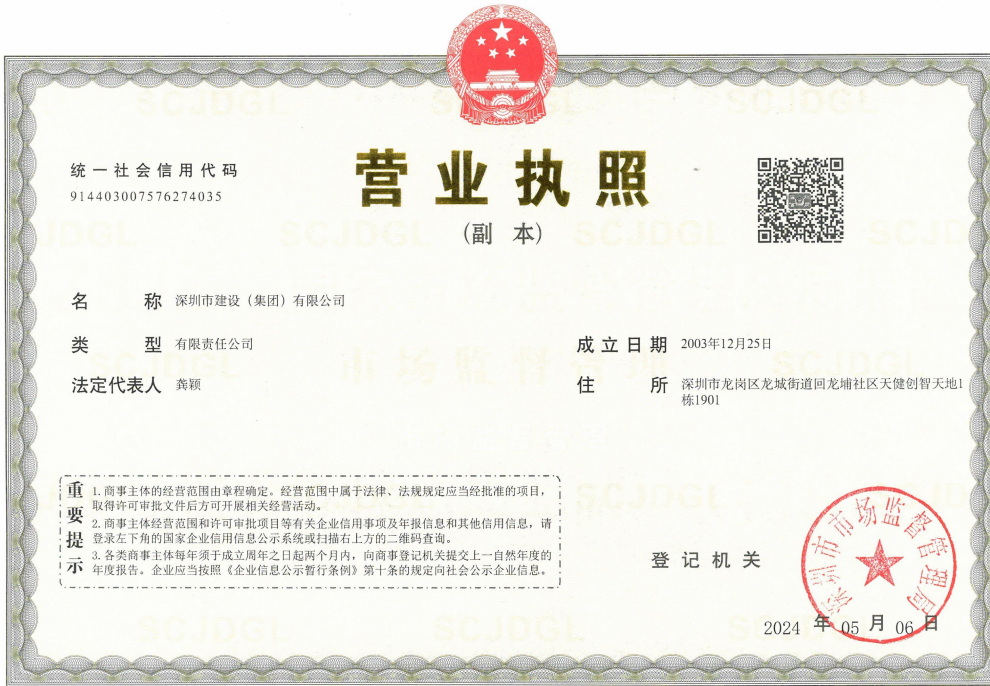 统一社会信用代码
914403007576274035
营业执照
(副 本)
名 称 深圳市建设（集团）有限公司
类 型 有限责任公司
成立日期 2003年12月25日
法定代表人 龚颖
住 所 深圳市龙岗区龙城街道回龙埔社区天健创智天地1
栋1901
重要提示
1. 商事主体的经营范围由章程确定。经营范围中属于法律、法规规定应当经批准的项目，
取得许可审批文件后方可开展相关经营活动。
2. 商事主体经营范围和许可审批项目等有关企业信用事项及年报信息和其他信用信息，请
登录左下角的国家企业信用信息公示系统或扫描右上方的二维码查询。
3. 各类商事主体每年须于成立周年之日起两个月内，向商事登记机关提交上一自然年度的
年度报告。企业应当按照《企业信息公示暂行条例》第十条的规定向社会公示企业信息。
登记机关
深圳市市场监督管理局
2024 年 05 月 06 日
SCJDGL
市场监督管理